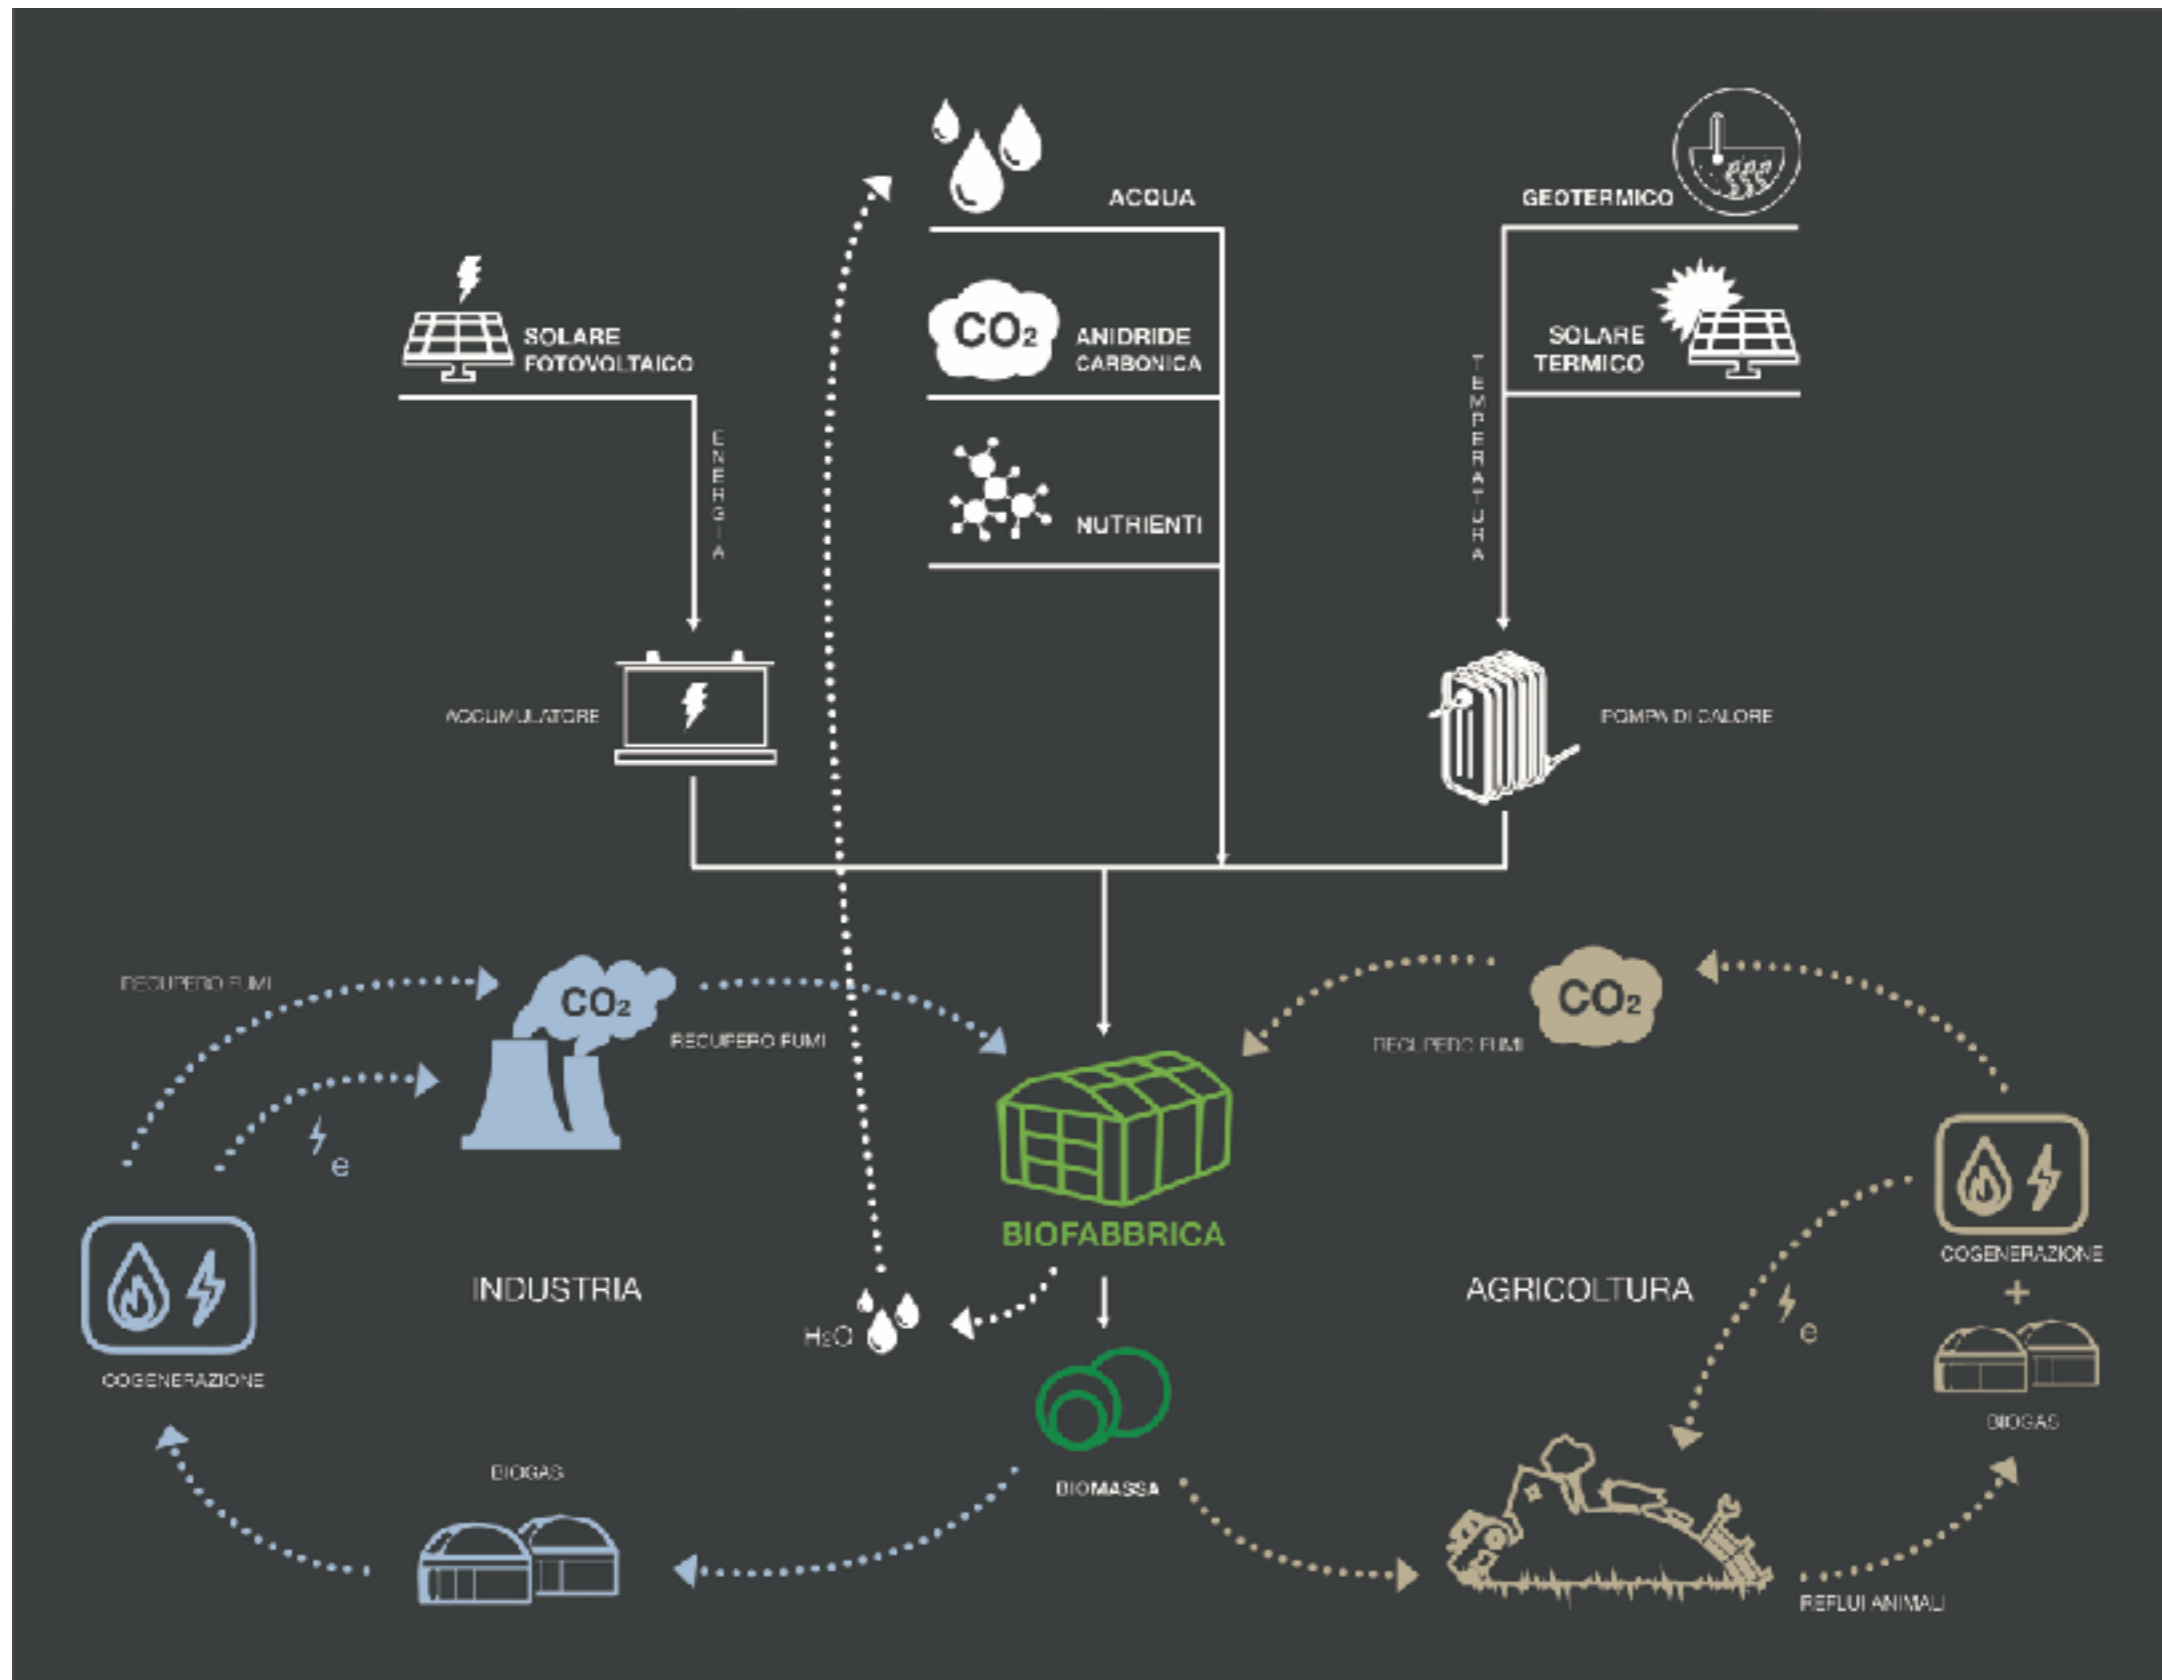 ACQUA
GEOTERMICO
SOLARE
FOTOVOLTAICO
CO₂
ANIDRIDE
CARBONICA
SOLARE
TERMICO
ENERGIA
NUTRIENTI
TEMPERATURA
ACCUMULATORE
POMPA DI CALORE
RECUPERO FUMI
CO₂
RECUPERO FUMI
CO₂
RECUPERO FUMI
e
BIOFABBRICA
COGENERAZIONE
+
INDUSTRIA
AGRICOLTURA
H₂O
e
COGENERAZIONE
BIOGAS
BIOGAS
BIOMASSA
REFLUI ANIMALI